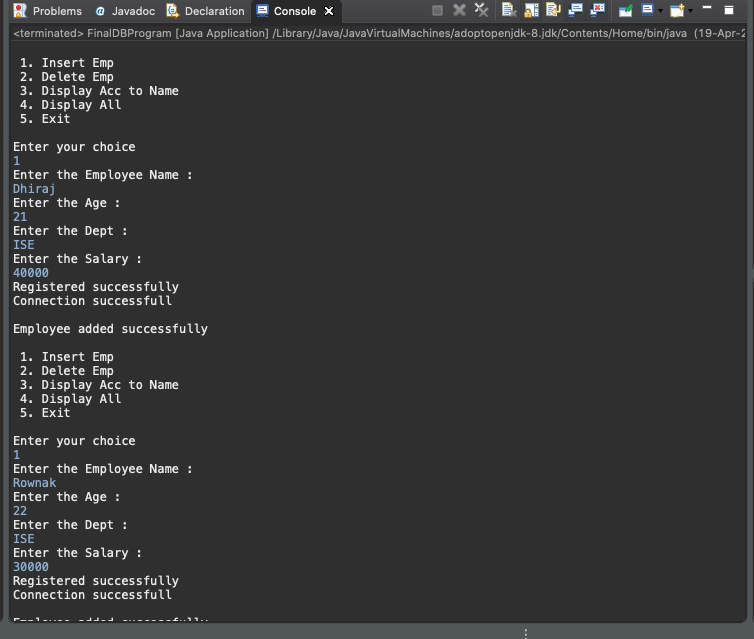 Problems @ Javadoc Declaration Console
<terminated> FinalDBProgram [Java Application] /Library/Java/JavaVirtualMachines/adoptopenjdk-8.jdk/Contents/Home/bin/java (19-Apr-2
1. Insert Emp
2. Delete Emp
3. Display Acc to Name
4. Display All
5. Exit
Enter your choice
1
Enter the Employee Name :
Dhiraj
Enter the Age :
21
Enter the Dept :
ISE
Enter the Salary :
40000
Registered successfully
Connection successfull
Employee added successfully
1. Insert Emp
2. Delete Emp
3. Display Acc to Name
4. Display All
5. Exit
Enter your choice
1
Enter the Employee Name :
Rownak
Enter the Age :
22
Enter the Dept :
ISE
Enter the Salary :
30000
Registered successfully
Connection successfull
Employee added successfully